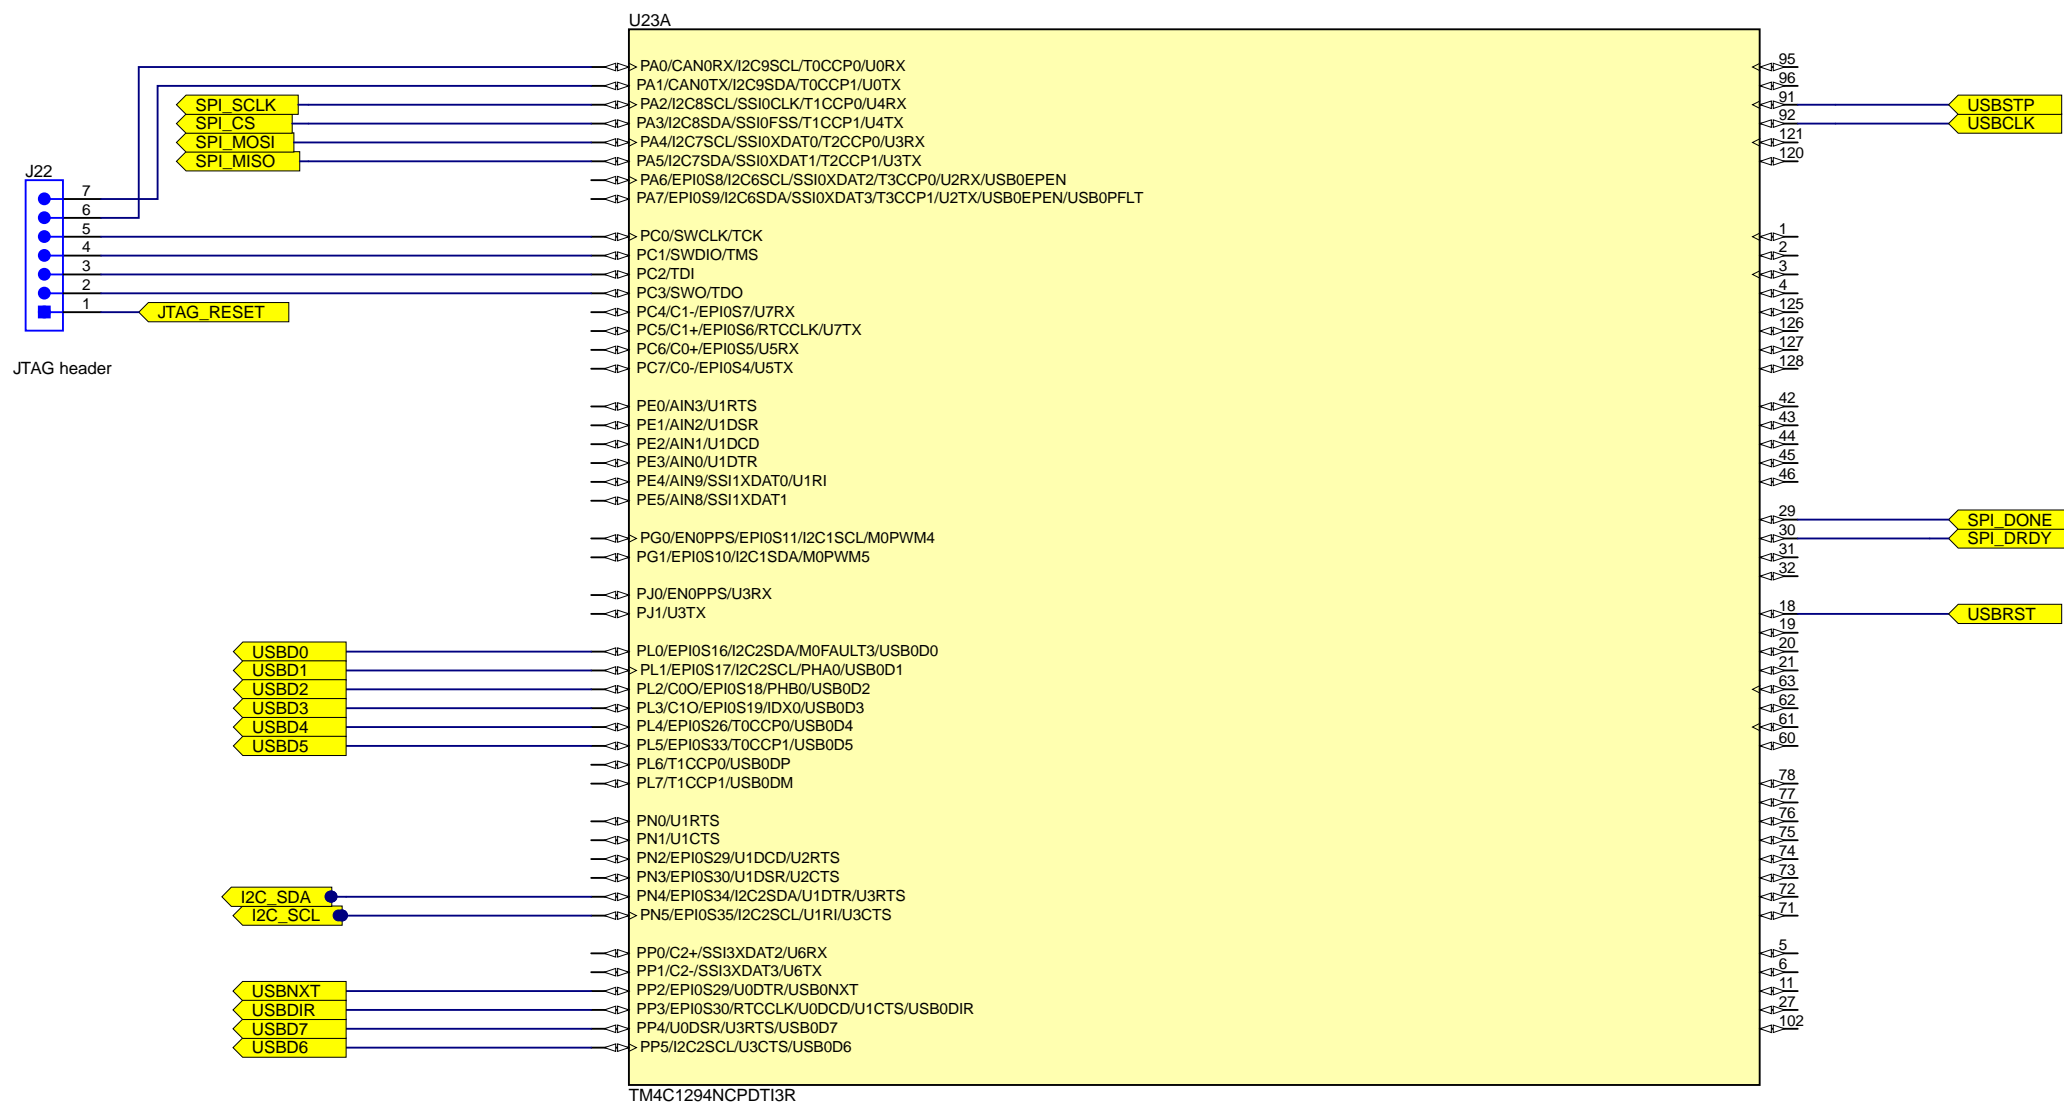 U23A
PA0/CAN0RX/I2C9SCL/T0CCP0/U0RX 95
PA1/CAN0TX/I2C9SDA/T0CCP1/U0TX 96
SPI_SCLK PA2/I2C8SCL/SSI0CLK/T1CCP0/U4RX 91 USBSTP
SPI_CS PA3/I2C8SDA/SSI0FSS/T1CCP1/U4TX 92 USBCLK
SPI_MOSI PA4/I2C7SCL/SSI0XDAT0/T2CCP0/U3RX 121
SPI_MISO PA5/I2C7SDA/SSI0XDAT1/T2CCP1/U3TX 120
J22 PA6/EPI0S8/I2C6SCL/SSI0XDAT2/T3CCP0/U2RX/USB0EPEN
7 PA7/EPI0S9/I2C6SDA/SSI0XDAT3/T3CCP1/U2TX/USB0EPEN/USB0PFLT
6
5 PC0/SWCLK/TCK 1
4 PC1/SWDIO/TMS 2
3 PC2/TDI 3
2 PC3/SWO/TDO 4
1 JTAG_RESET PC4/C1-/EPI0S7/U7RX 125
PC5/C1+/EPI0S6/RTCCLK/U7TX 126
PC6/C0+/EPI0S5/U5RX 127
JTAG header PC7/C0-/EPI0S4/U5TX 128
PE0/AIN3/U1RTS 42
PE1/AIN2/U1DSR 43
PE2/AIN1/U1DCD 44
PE3/AIN0/U1DTR 45
PE4/AIN9/SSI1XDAT0/U1RI 46
PE5/AIN8/SSI1XDAT1
29 SPI_DONE
PG0/EN0PPS/EPI0S11/I2C1SCL/M0PWM4 30 SPI_DRDY
PG1/EPI0S10/I2C1SDA/M0PWM5 31
32
PJ0/EN0PPS/U3RX
PJ1/U3TX 18 USBRST
19
USBD0 PL0/EPI0S16/I2C2SDA/M0FAULT3/USB0D0 20
USBD1 PL1/EPI0S17/I2C2SCL/PHA0/USB0D1 21
USBD2 PL2/C0O/EPI0S18/PHB0/USB0D2 63
USBD3 PL3/C1O/EPI0S19/IDX0/USB0D3 62
USBD4 PL4/EPI0S26/T0CCP0/USB0D4 61
USBD5 PL5/EPI0S33/T0CCP1/USB0D5 60
PL6/T1CCP0/USB0DP
PL7/T1CCP1/USB0DM 78
77
PN0/U1RTS 76
PN1/U1CTS 75
PN2/EPI0S29/U1DCD/U2RTS 74
PN3/EPI0S30/U1DSR/U2CTS 73
I2C_SDA PN4/EPI0S34/I2C2SDA/U1DTR/U3RTS 72
I2C_SCL PN5/EPI0S35/I2C2SCL/U1RI/U3CTS 71
PP0/C2+/SSI3XDAT2/U6RX 5
PP1/C2-/SSI3XDAT3/U6TX 6
USBNXT PP2/EPI0S29/U0DTR/USB0NXT 11
USBDIR PP3/EPI0S30/RTCCLK/U0DCD/U1CTS/USB0DIR 27
USBD7 PP4/U0DSR/U3RTS/USB0D7 102
USBD6 PP5/I2C2SCL/U3CTS/USB0D6
TM4C1294NCPDTI3R